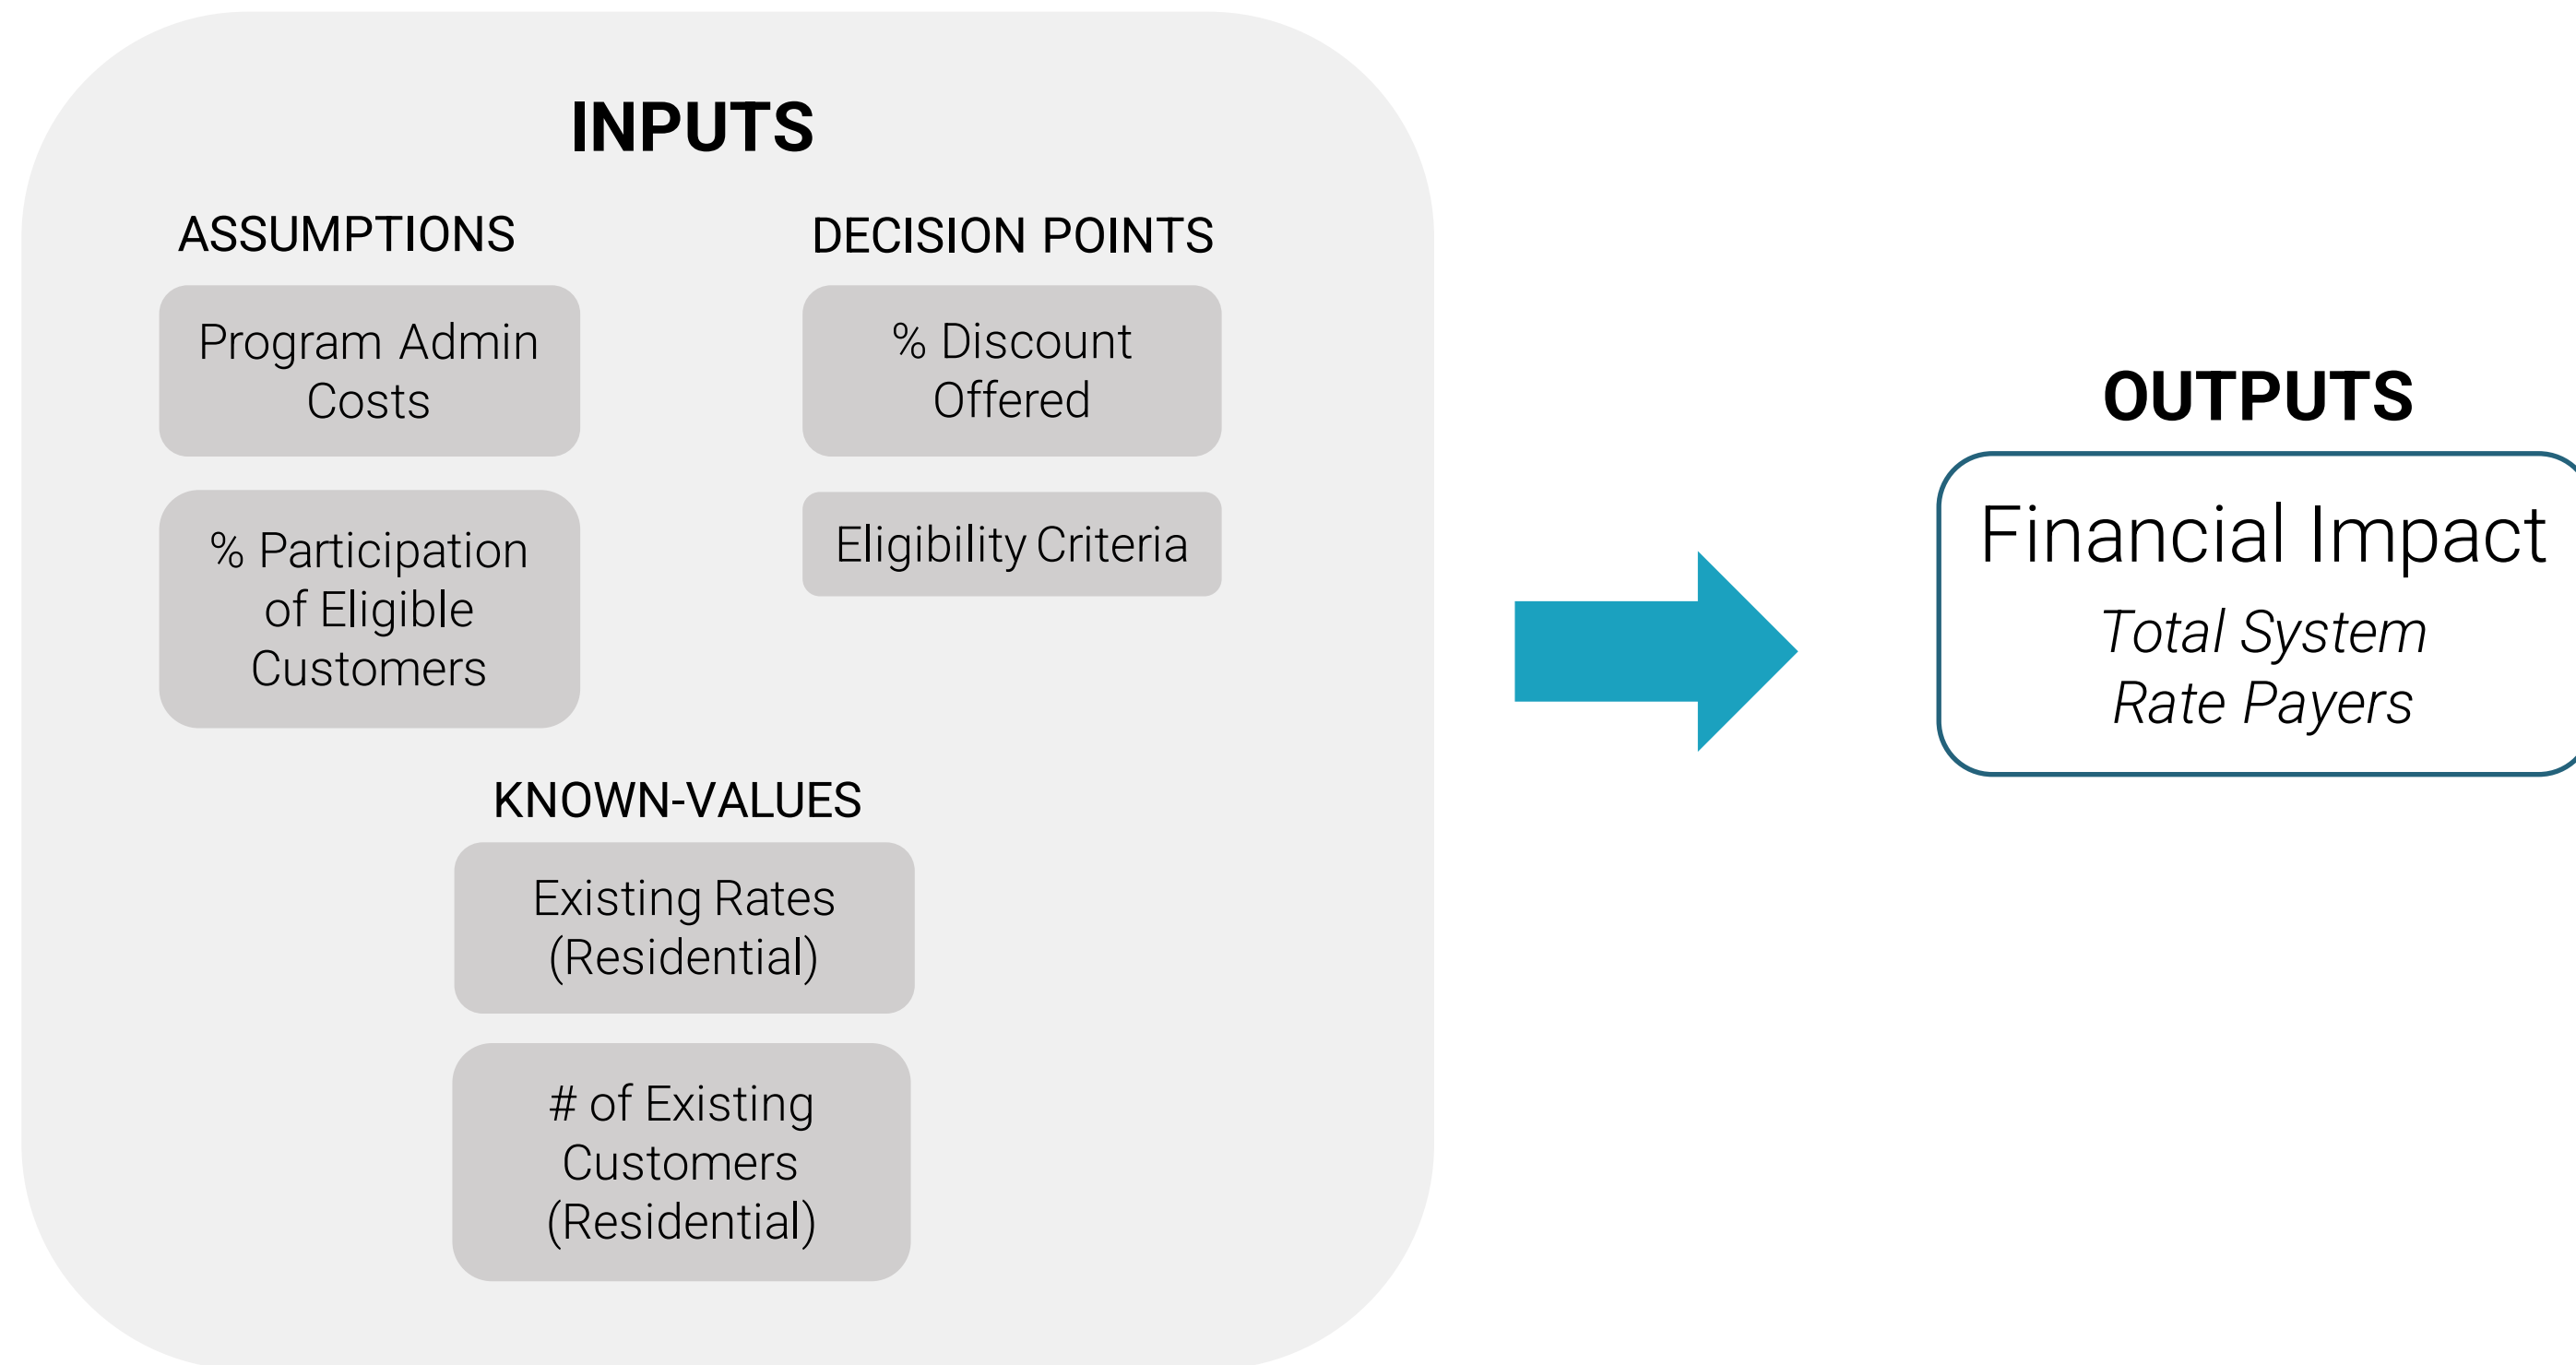 INPUTS
ASSUMPTIONS
Program Admin
Costs
% Participation
of Eligible
Customers
DECISION POINTS
% Discount
Offered
Eligibility Criteria
KNOWN-VALUES
Existing Rates
(Residential)
# of Existing
Customers
(Residential)
OUTPUTS
Financial Impact
Total System
Rate Payers